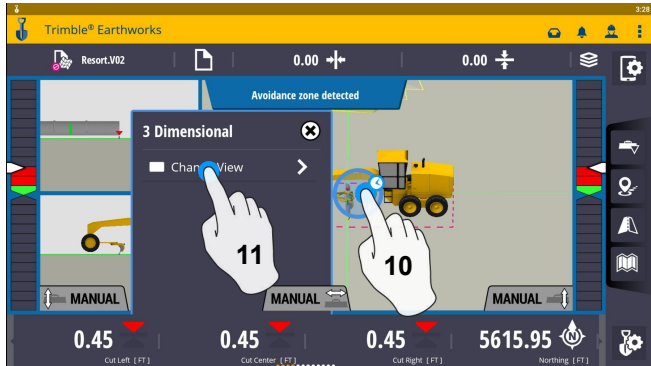 3:28
Trimble® Earthworks
Resort.V02
0.00
0.00
Avoidance zone detected
3 Dimensional
Change View
11
10
MANUAL
MANUAL
MANUAL
0.45
0.45
0.45
5615.95
N
Cut Left [FT]
Cut Center [FT]
Cut Right [FT]
Northing [FT]